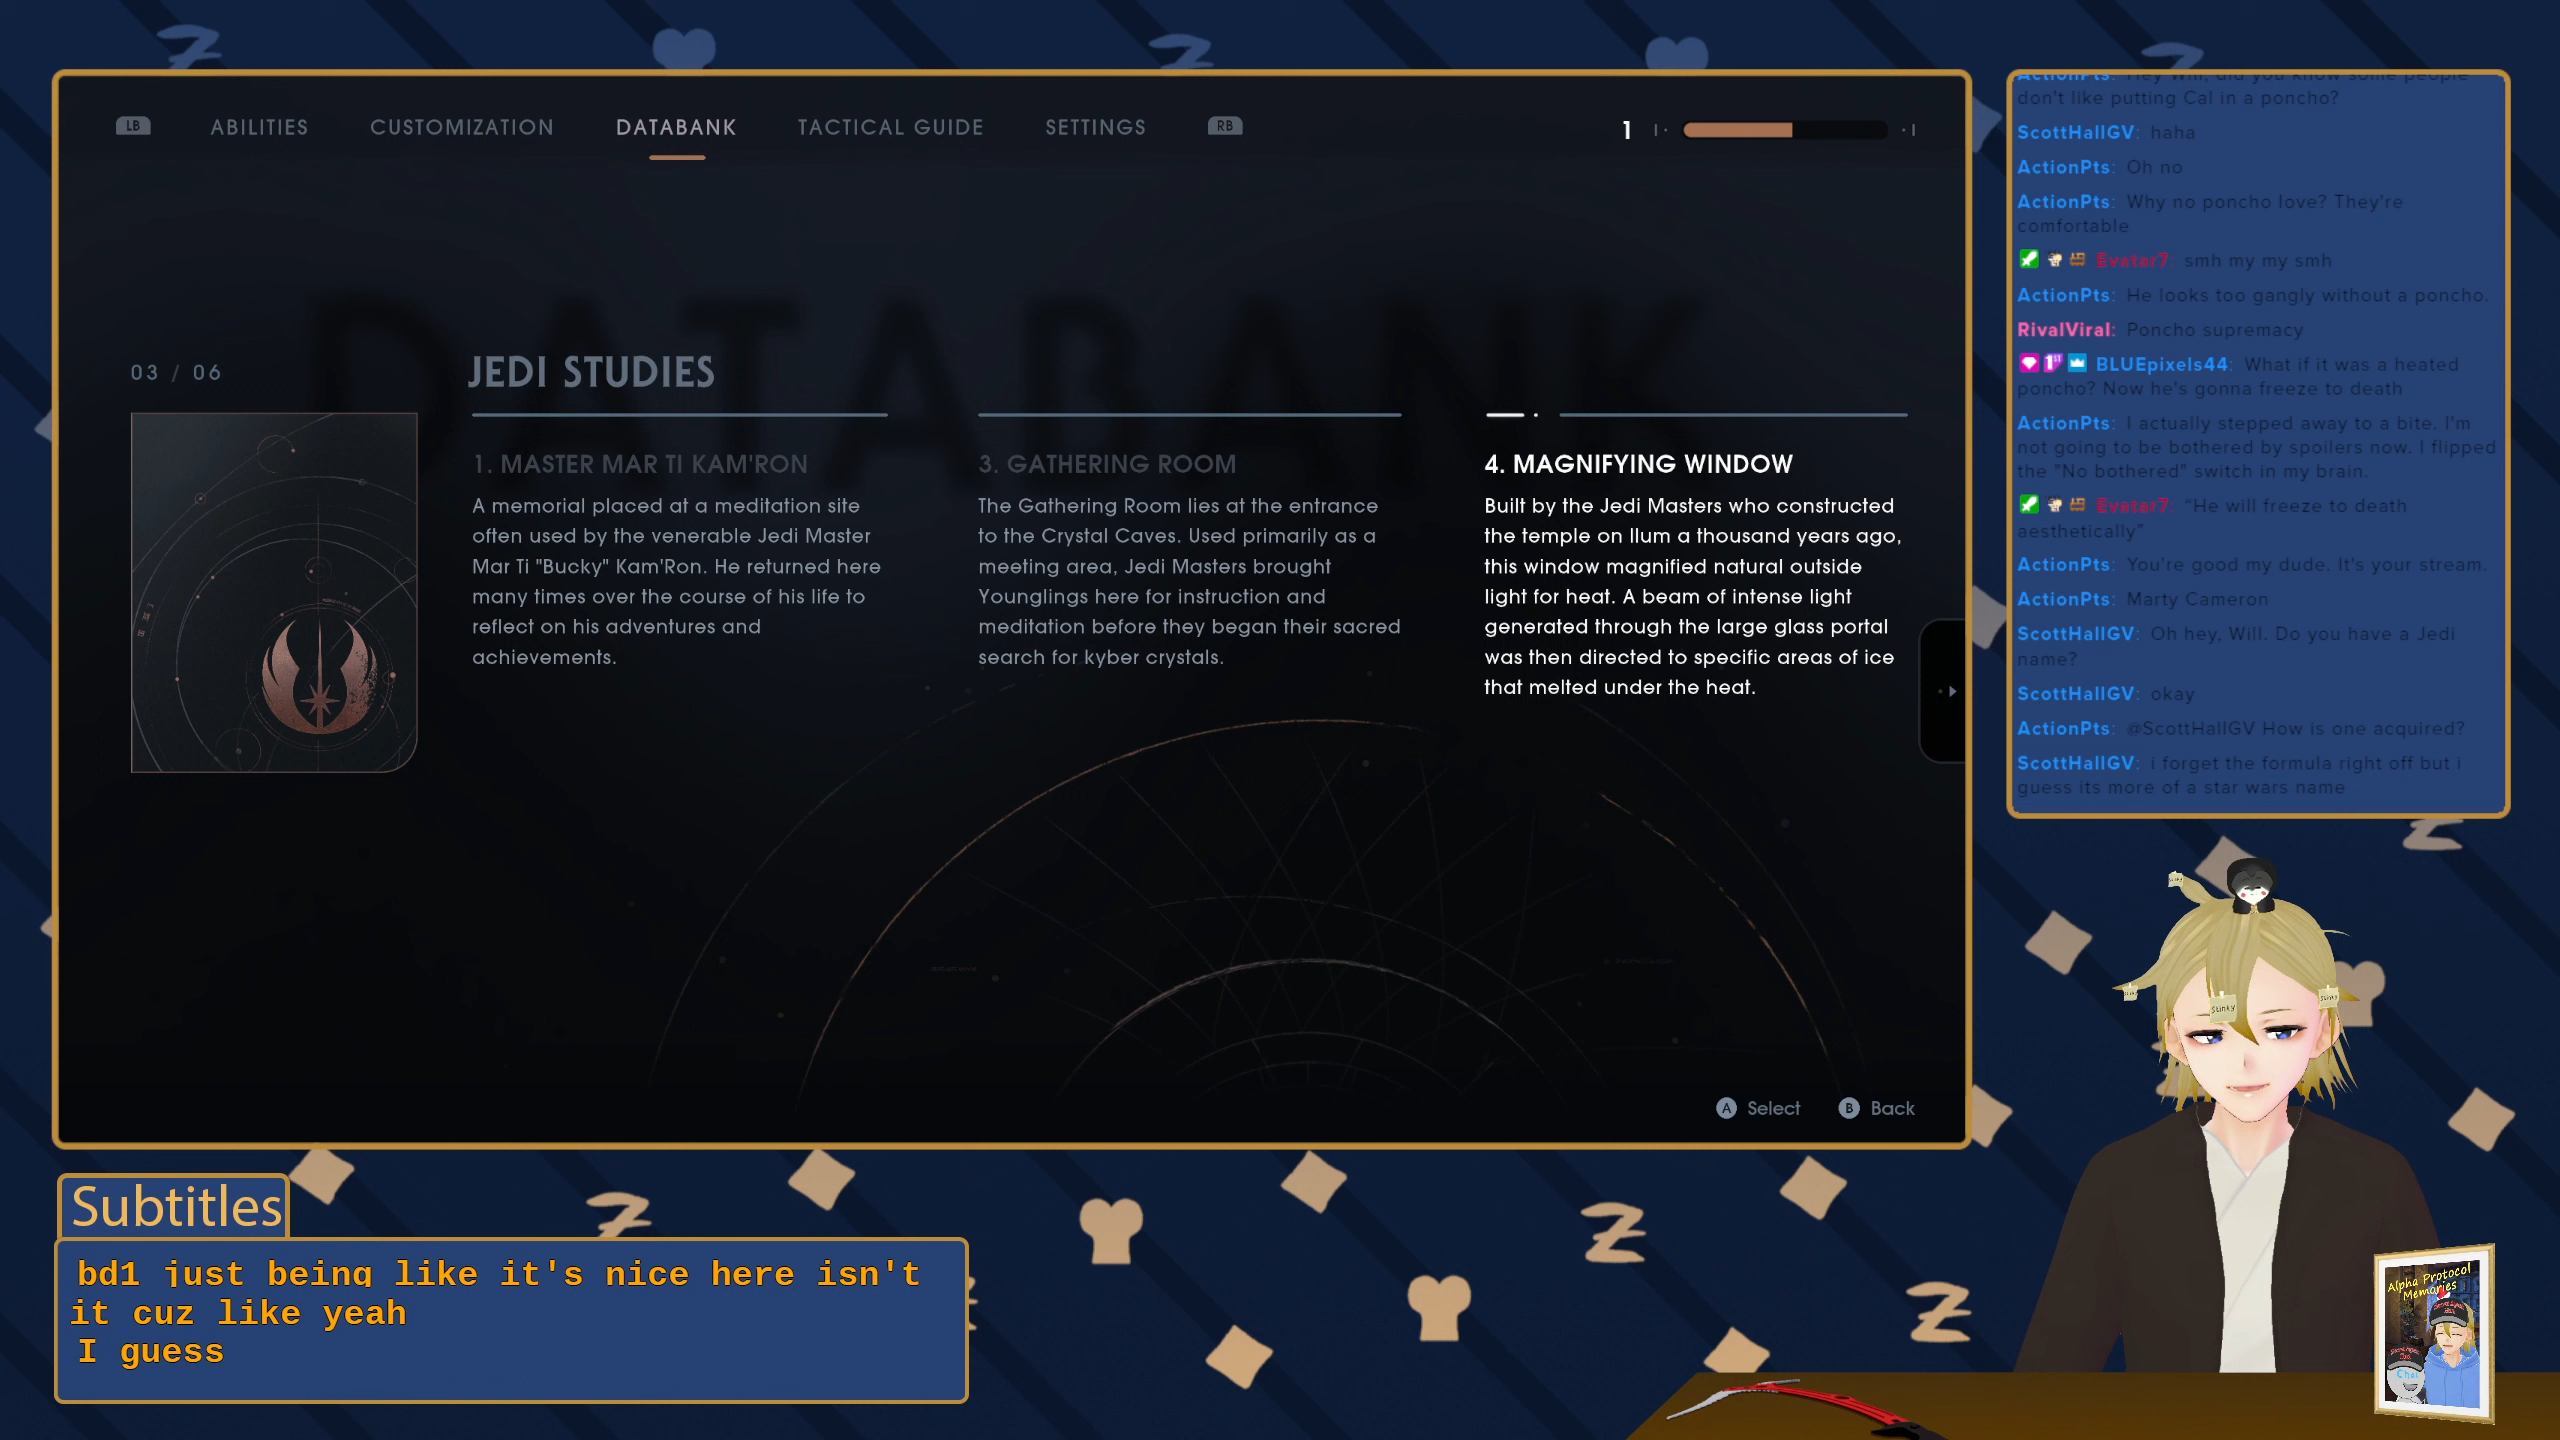 LB ABILITIES CUSTOMIZATION DATABANK TACTICAL GUIDE SETTINGS RB 1
DATABANK
03 / 06
JEDI STUDIES
1. MASTER MAR TI KAM'RON
A memorial placed at a meditation site
often used by the venerable Jedi Master
Mar Ti "Bucky" Kam'Ron. He returned here
many times over the course of his life to
reflect on his adventures and
achievements.
3. GATHERING ROOM
The Gathering Room lies at the entrance
to the Crystal Caves. Used primarily as a
meeting area, Jedi Masters brought
Younglings here for instruction and
meditation before they began their sacred
search for kyber crystals.
4. MAGNIFYING WINDOW
Built by the Jedi Masters who constructed
the temple on Ilum a thousand years ago,
this window magnified natural outside
light for heat. A beam of intense light
generated through the large glass portal
was then directed to specific areas of ice
that melted under the heat.
A Select B Back
ActionPts: Hey Will, did you know some people
don't like putting Cal in a poncho?
ScottHallGV: haha
ActionPts: Oh no
ActionPts: Why no poncho love? They're
comfortable
Evatar7: smh my my smh
ActionPts: He looks too gangly without a poncho.
RivalViral: Poncho supremacy
BLUEpixels44: What if it was a heated
poncho? Now he's gonna freeze to death
ActionPts: I actually stepped away to a bite. I'm
not going to be bothered by spoilers now. I flipped
the "No bothered" switch in my brain.
Evatar7: "He will freeze to death
aesthetically"
ActionPts: You're good my dude. It's your stream.
ActionPts: Marty Cameron
ScottHallGV: Oh hey, Will. Do you have a Jedi
name?
ScottHallGV: okay
ActionPts: @ScottHallGV How is one acquired?
ScottHallGV: i forget the formula right off but i
guess its more of a star wars name
Stinky
Stinky
Subtitles
bd1 just being like it's nice here isn't
it cuz like yeah
I guess
Alpha Protocol
Memories
Chat